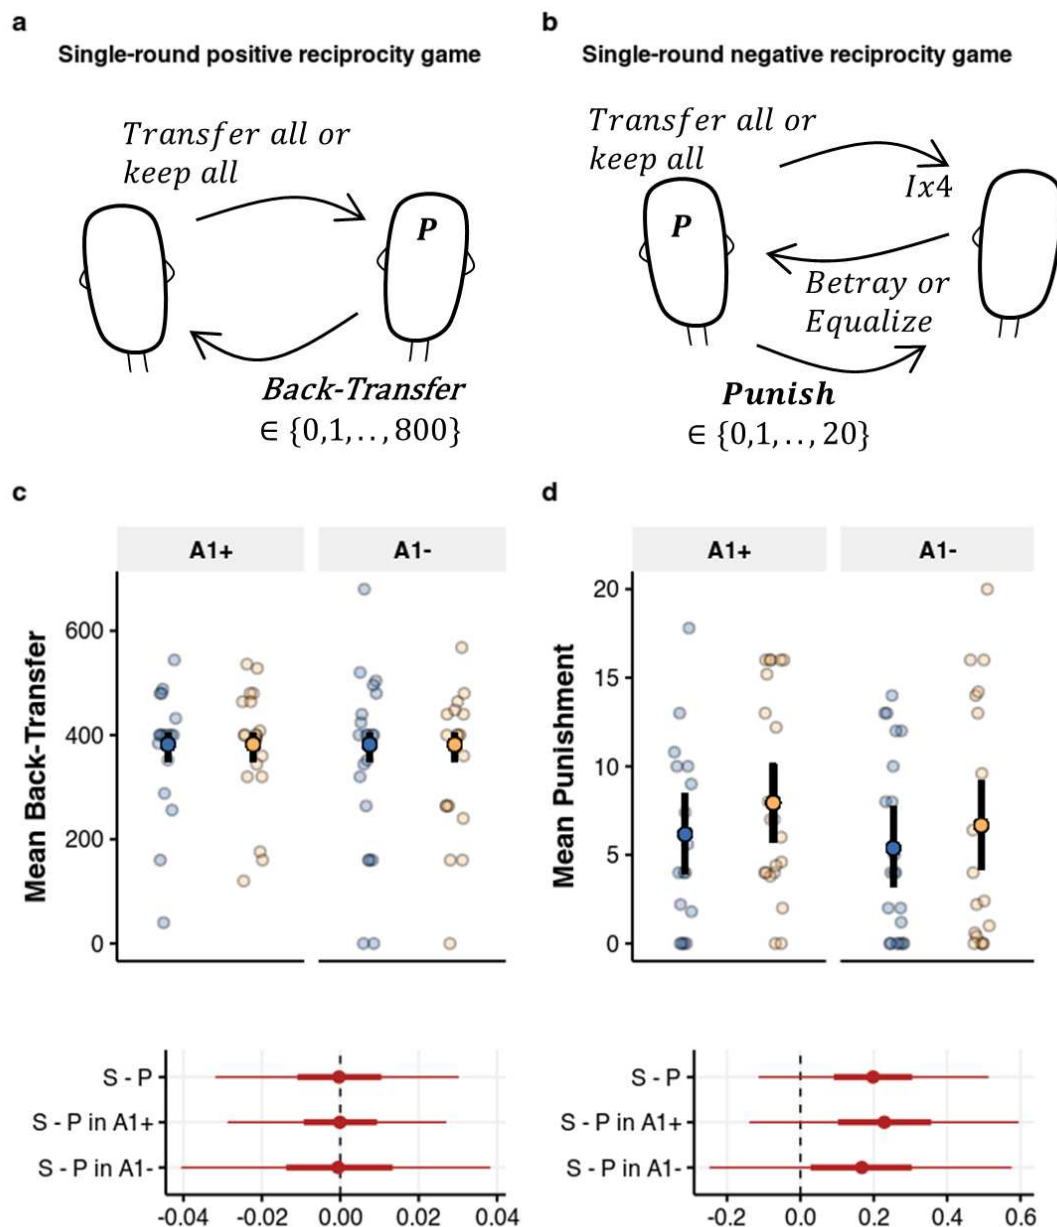 a
Single-round positive reciprocity game
Transfer all or
keep all
P
Back-Transfer
∈ {0,1,..,800}
b
Single-round negative reciprocity game
Transfer all or
keep all
P
Ix4
Betray or
Equalize
Punish
∈ {0,1,..,20}
c
A1+
A1-
Mean Back-Transfer
600
400
200
0
S - P
S - P in A1+
S - P in A1-
-0.04 -0.02 0.00 0.02 0.04
d
A1+
A1-
Mean Punishment
20
15
10
5
0
S - P
S - P in A1+
S - P in A1-
-0.2 0.0 0.2 0.4 0.6